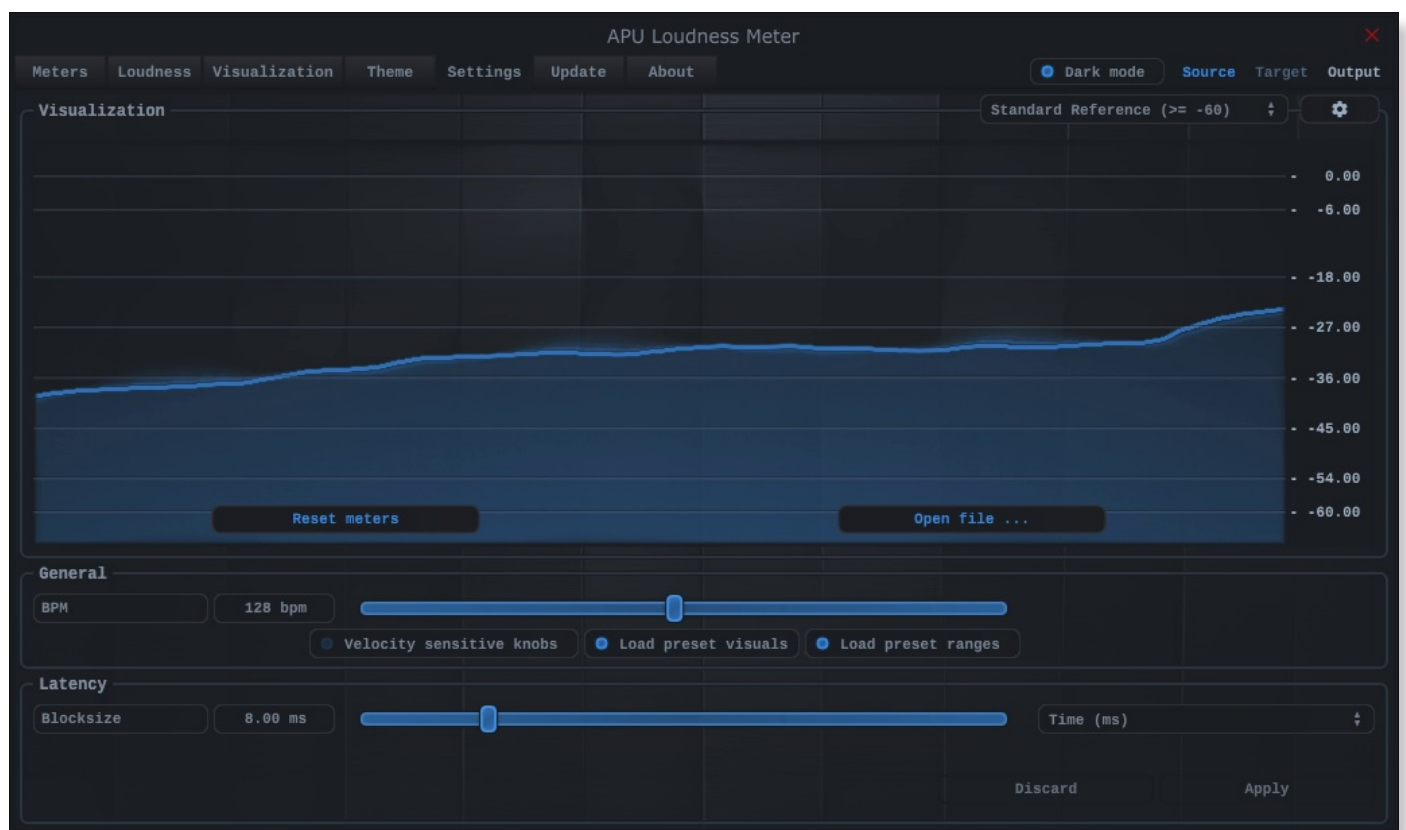 APU Loudness Meter
Meters Loudness Visualization Theme Settings Update About Dark mode Source Target Output
Visualization Standard Reference (>= -60)
- 0.00
- -6.00
- -18.00
- -27.00
- -36.00
- -45.00
- -54.00
- -60.00
Reset meters Open file ...
General
BPM 128 bpm
Velocity sensitive knobs Load preset visuals Load preset ranges
Latency
Blocksize 8.00 ms Time (ms)
Discard Apply